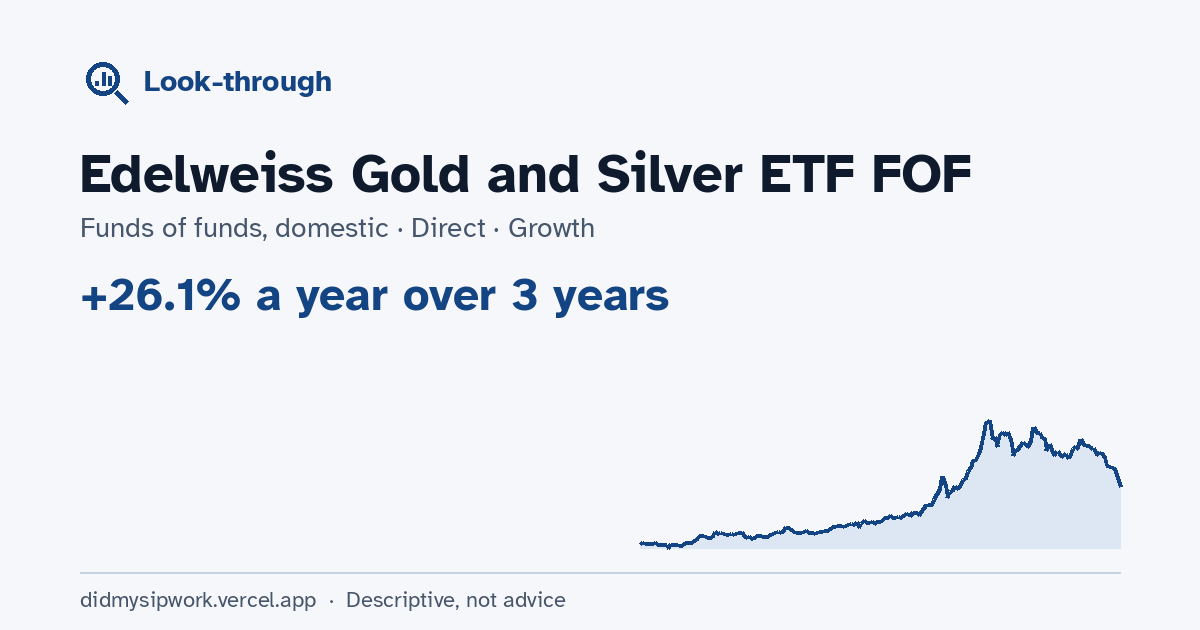 Look-through
Edelweiss Gold and Silver ETF FOF
Funds of funds, domestic · Direct · Growth
+26.1% a year over 3 years
didmysipwork.vercel.app · Descriptive, not advice